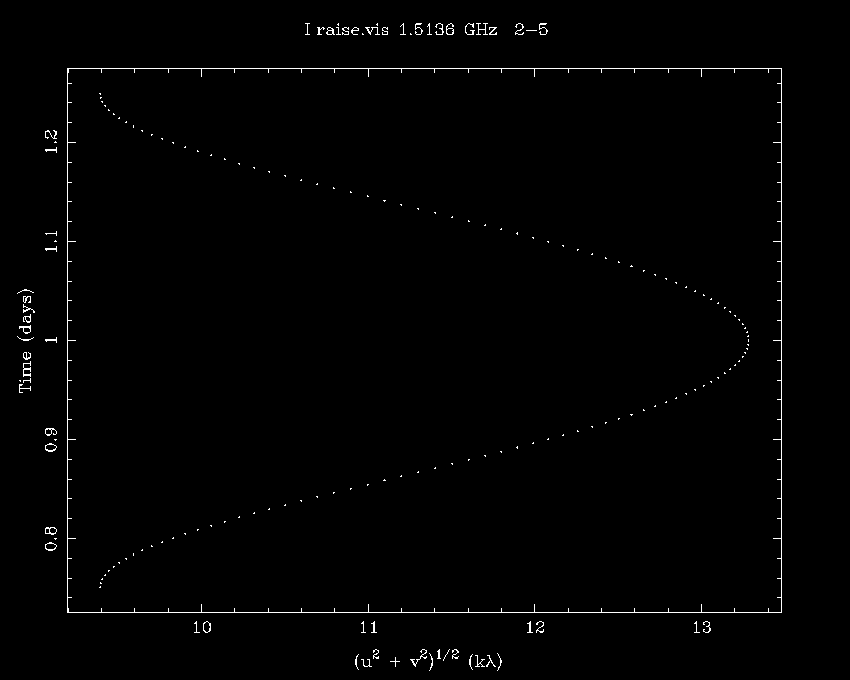 I raise.vis 1.5136 GHz 2-5
1.2
1.1
1
0.9
0.8
Time (days)
10 11 12 13
(u² + v²)^1/2 (kλ)